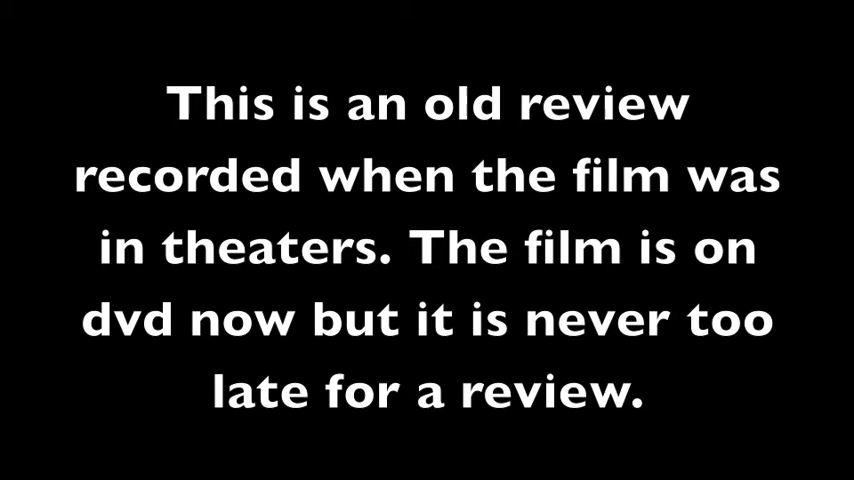 This is an old review
recorded when the film was
in theaters. The film is on
dvd now but it is never too
late for a review.